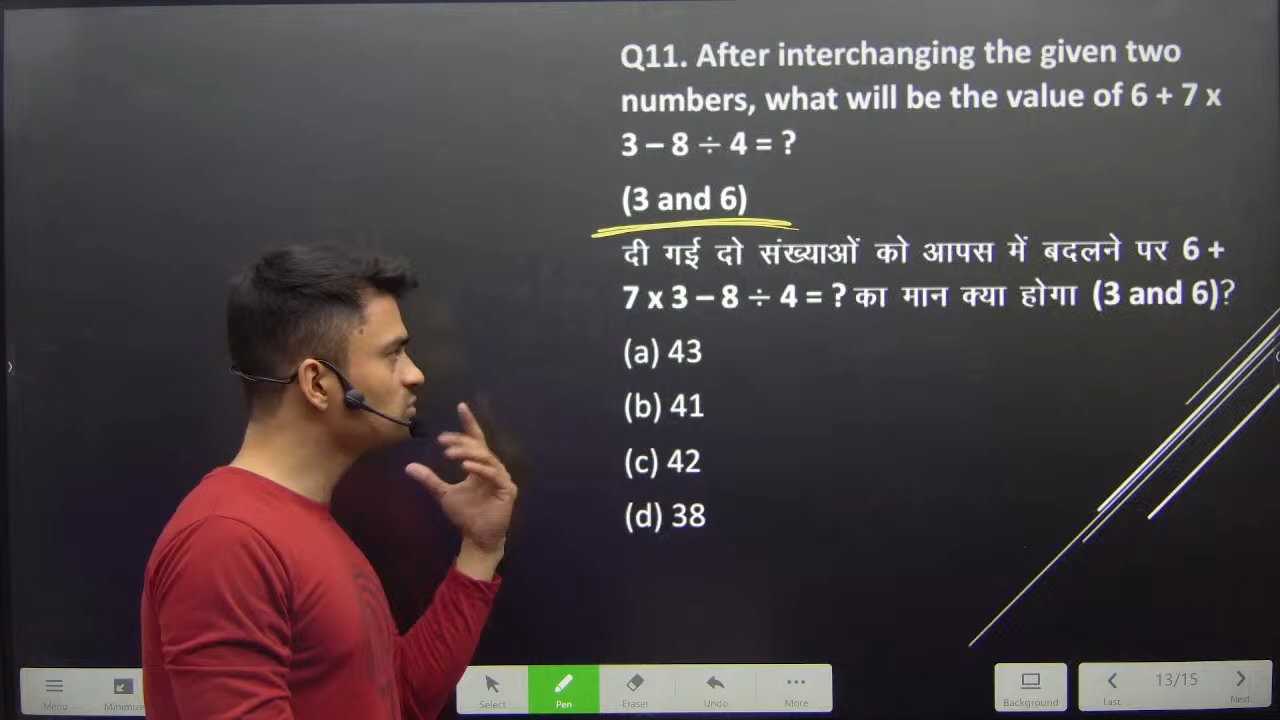 Q11. After interchanging the given two
numbers, what will be the value of 6 + 7 x
3 – 8 ÷ 4 = ?
(3 and 6)
दी गई दो संख्याओं को आपस में बदलने पर 6 +
7 x 3 – 8 ÷ 4 = ? का मान क्या होगा (3 and 6)?
(a) 43
(b) 41
(c) 42
(d) 38
Menu
Minimize
Select
Pen
Eraser
Undo
More
Background
Last
13/15
Next